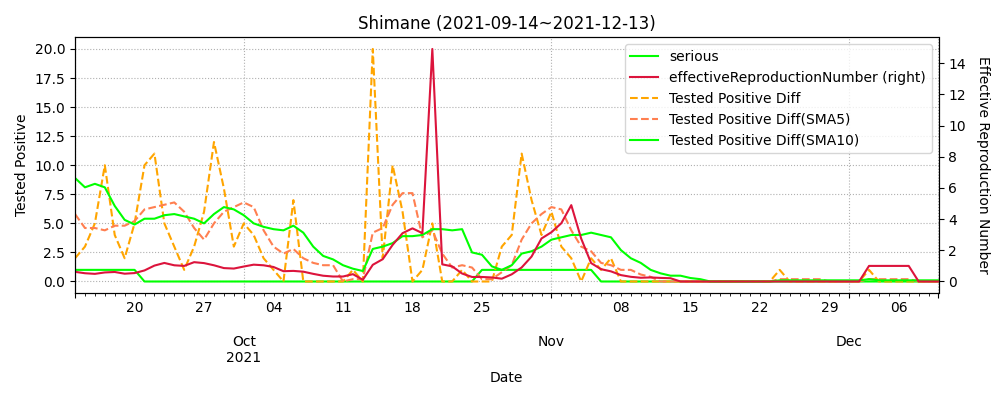 Shimane (2021-09-14~2021-12-13)
Tested Positive
20.0
17.5
15.0
12.5
10.0
7.5
5.0
2.5
0.0
serious
effectiveReproductionNumber (right)
Tested Positive Diff
Tested Positive Diff(SMA5)
Tested Positive Diff(SMA10)
14
12
10
8
6
4
2
0
Effective Reproduction Number
20 27 04 11 18 25 08 15 22 29 06
Oct Nov Dec
2021
Date